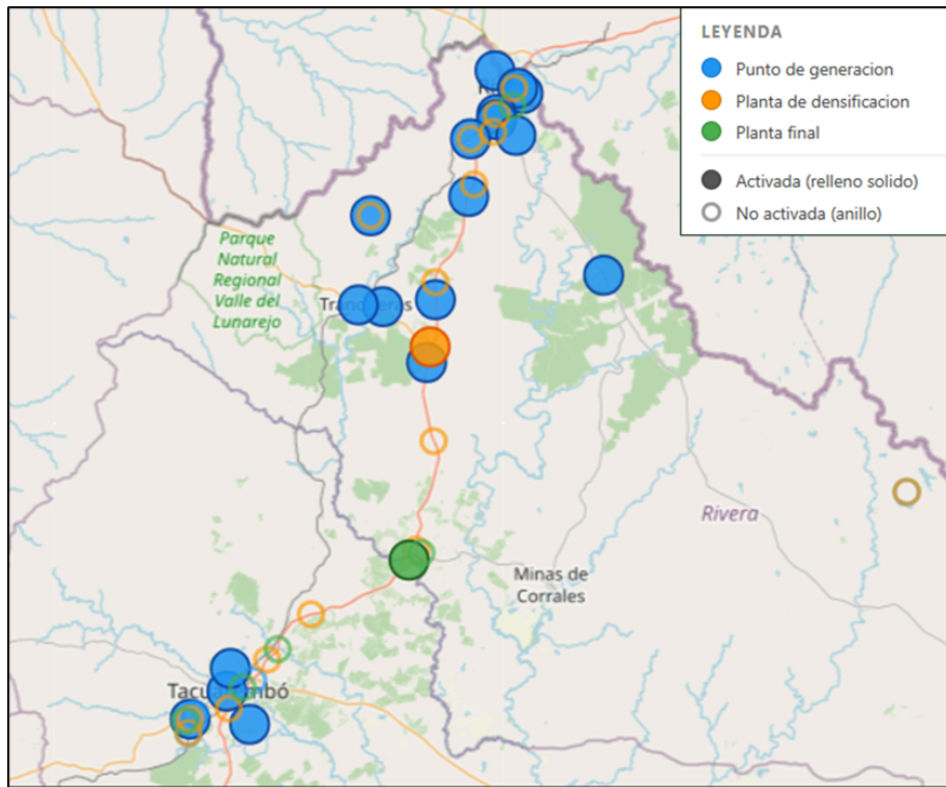 LEYENDA
Punto de generacion
Planta de densificacion
Planta final
Activada (relleno solido)
No activada (anillo)
Parque
Natural
Regional
Valle del
Lunarejo
Rivera
Minas de
Corrales